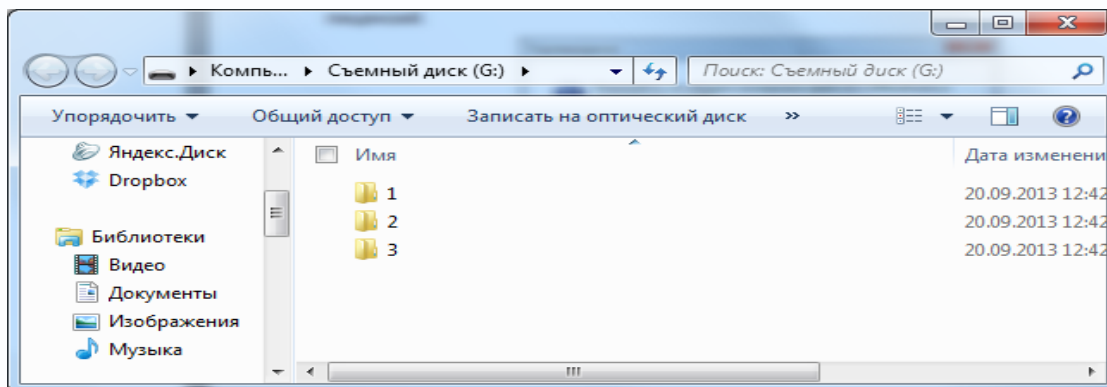 Компь... Съемный диск (G:) Поиск: Съемный диск (G:)
Упорядочить Общий доступ Записать на оптический диск »
Яндекс.Диск
Dropbox
Библиотеки
Видео
Документы
Изображения
Музыка
Имя Дата изменени
1 20.09.2013 12:42
2 20.09.2013 12:42
3 20.09.2013 12:42